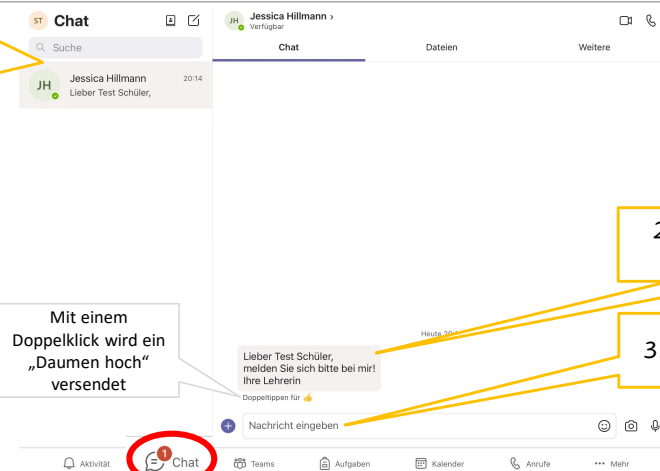 ST Chat
Suche
JH Jessica Hillmann 20:14
Lieber Test Schüler,
JH Jessica Hillmann >
Verfügbar
Chat Dateien Weitere
Mit einem
Doppelklick wird ein
„Daumen hoch“
versendet
2
3
Heute
Lieber Test Schüler,
melden Sie sich bitte bei mir!
Ihre Lehrerin
Doppeltippen für 👍
Nachricht eingeben
Aktivität
1
Chat
Teams
Aufgaben
Kalender
Anrufe
Mehr